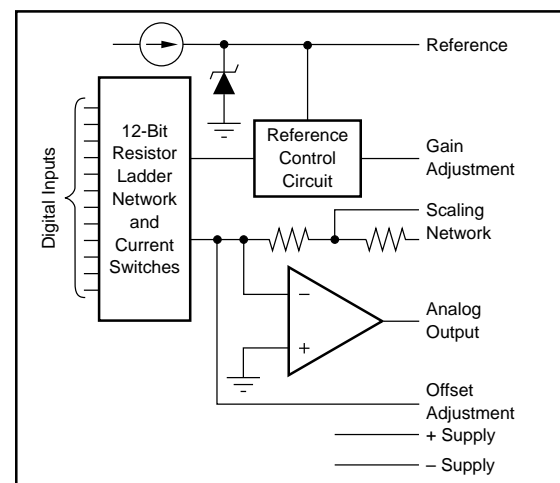 Reference
12-Bit
Resistor
Ladder
Network
and
Current
Switches
Digital Inputs
Reference
Control
Circuit
Gain
Adjustment
Scaling
Network
–
+
Analog
Output
Offset
Adjustment
+ Supply
– Supply